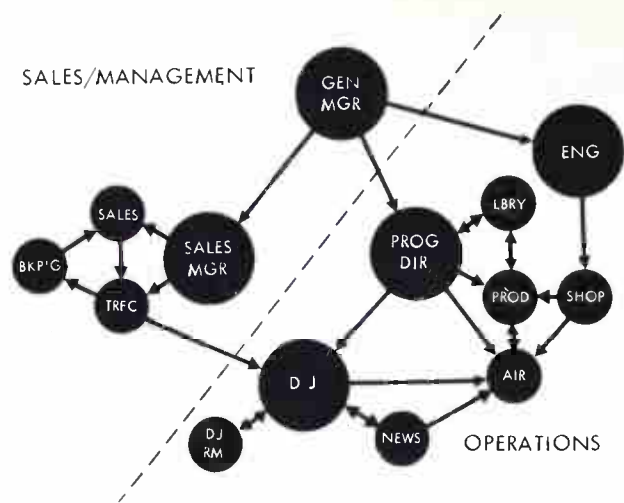 SALES/MANAGEMENT
GEN
MGR
ENG
SALES
LBRY
SALES
MGR
PROG
DIR
BKP'G
TRFC
PROD
SHOP
DJ
AIR
DJ
RM
NEWS
OPERATIONS